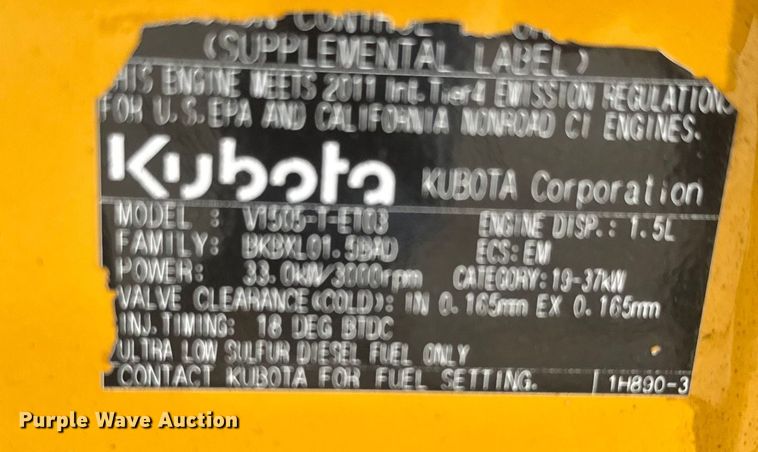 CONTROL
(SUPPLEMENTAL LABEL)
THIS ENGINE MEETS 2011 Int. Tier4 EMISSION REGULATIONS
FOR U.S.EPA AND CALIFORNIA NONROAD CI ENGINES.
Kubota KUBOTA Corporation
MODEL : V1505-T-ET03 ENGINE DISP.: 1.5L
FAMILY: BKBXL01.5BAD ECS: EM
POWER: 33.0kW/3000rpm CATEGORY: 19-37kW
VALVE CLEARANCE(COLD): IN 0.165mm EX 0.165mm
INJ.TIMING: 18 DEG BTDC
ULTRA LOW SULFUR DIESEL FUEL ONLY
CONTACT KUBOTA FOR FUEL SETTING. 1H890-3
Purple Wave Auction